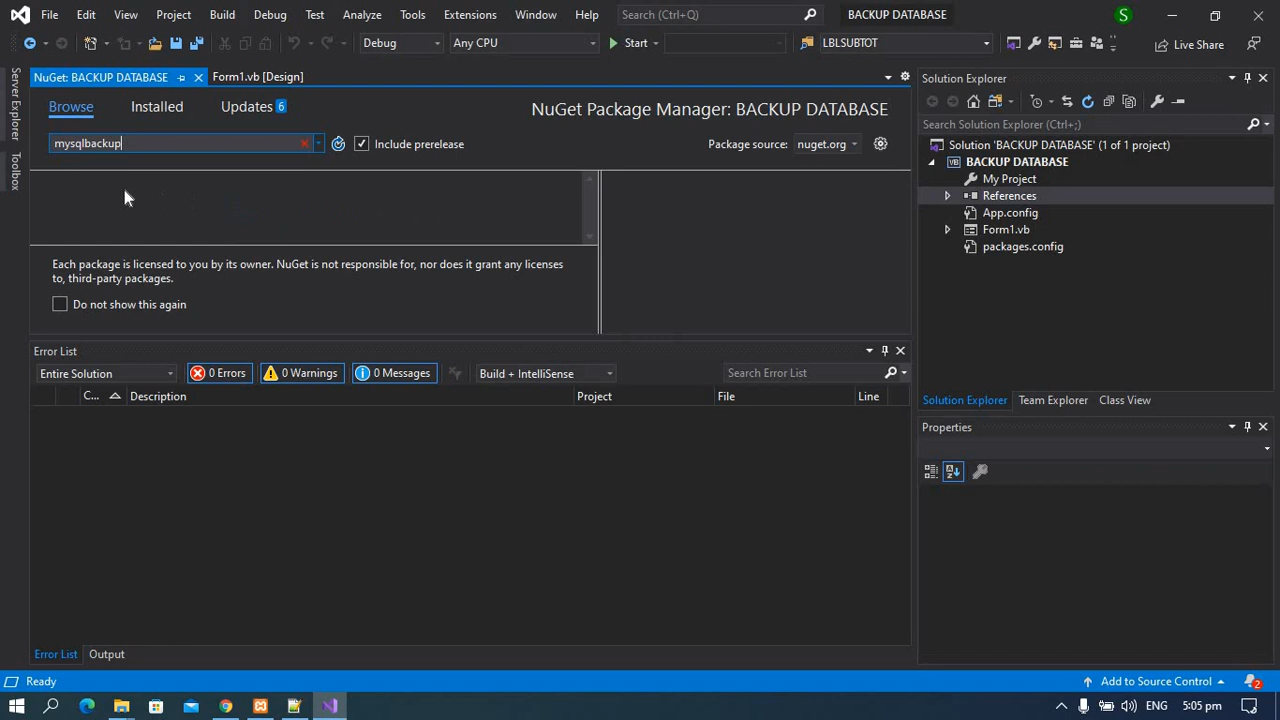 File Edit View Project Build Debug Test Analyze Tools Extensions Window Help Search (Ctrl+Q) BACKUP DATABASE S
Debug Any CPU Start LBLSUBTOT Live Share
Server Explorer
Toolbox
NuGet: BACKUP DATABASE Form1.vb [Design]
Browse Installed Updates 6 NuGet Package Manager: BACKUP DATABASE
mysqlbackup Include prerelease Package source: nuget.org
Each package is licensed to you by its owner. NuGet is not responsible for, nor does it grant any licenses
to, third-party packages.
Do not show this again
Error List
Entire Solution 0 Errors 0 Warnings 0 Messages Build + IntelliSense Search Error List
C... Description Project File Line
Error List Output
Solution Explorer
Search Solution Explorer (Ctrl+;)
Solution 'BACKUP DATABASE' (1 of 1 project)
VB BACKUP DATABASE
My Project
References
App.config
Form1.vb
packages.config
Solution Explorer Team Explorer Class View
Properties
Ready Add to Source Control 2
ENG 5:05 pm